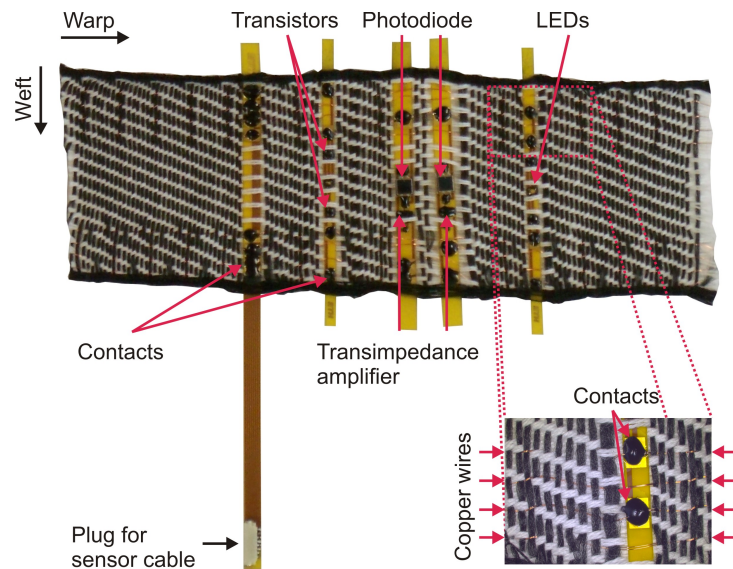 Warp
Transistors
Photodiode
LEDs
Weft
Contacts
Transimpedance
amplifier
Contacts
Copper wires
Plug for
sensor cable